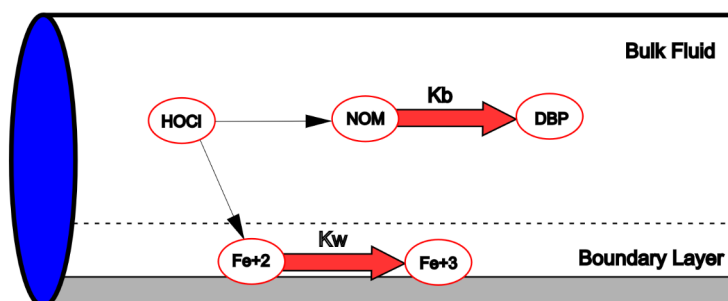 Bulk Fluid
Kb
HOCl
NOM
DBP
Kw
Fe+2
Fe+3
Boundary Layer